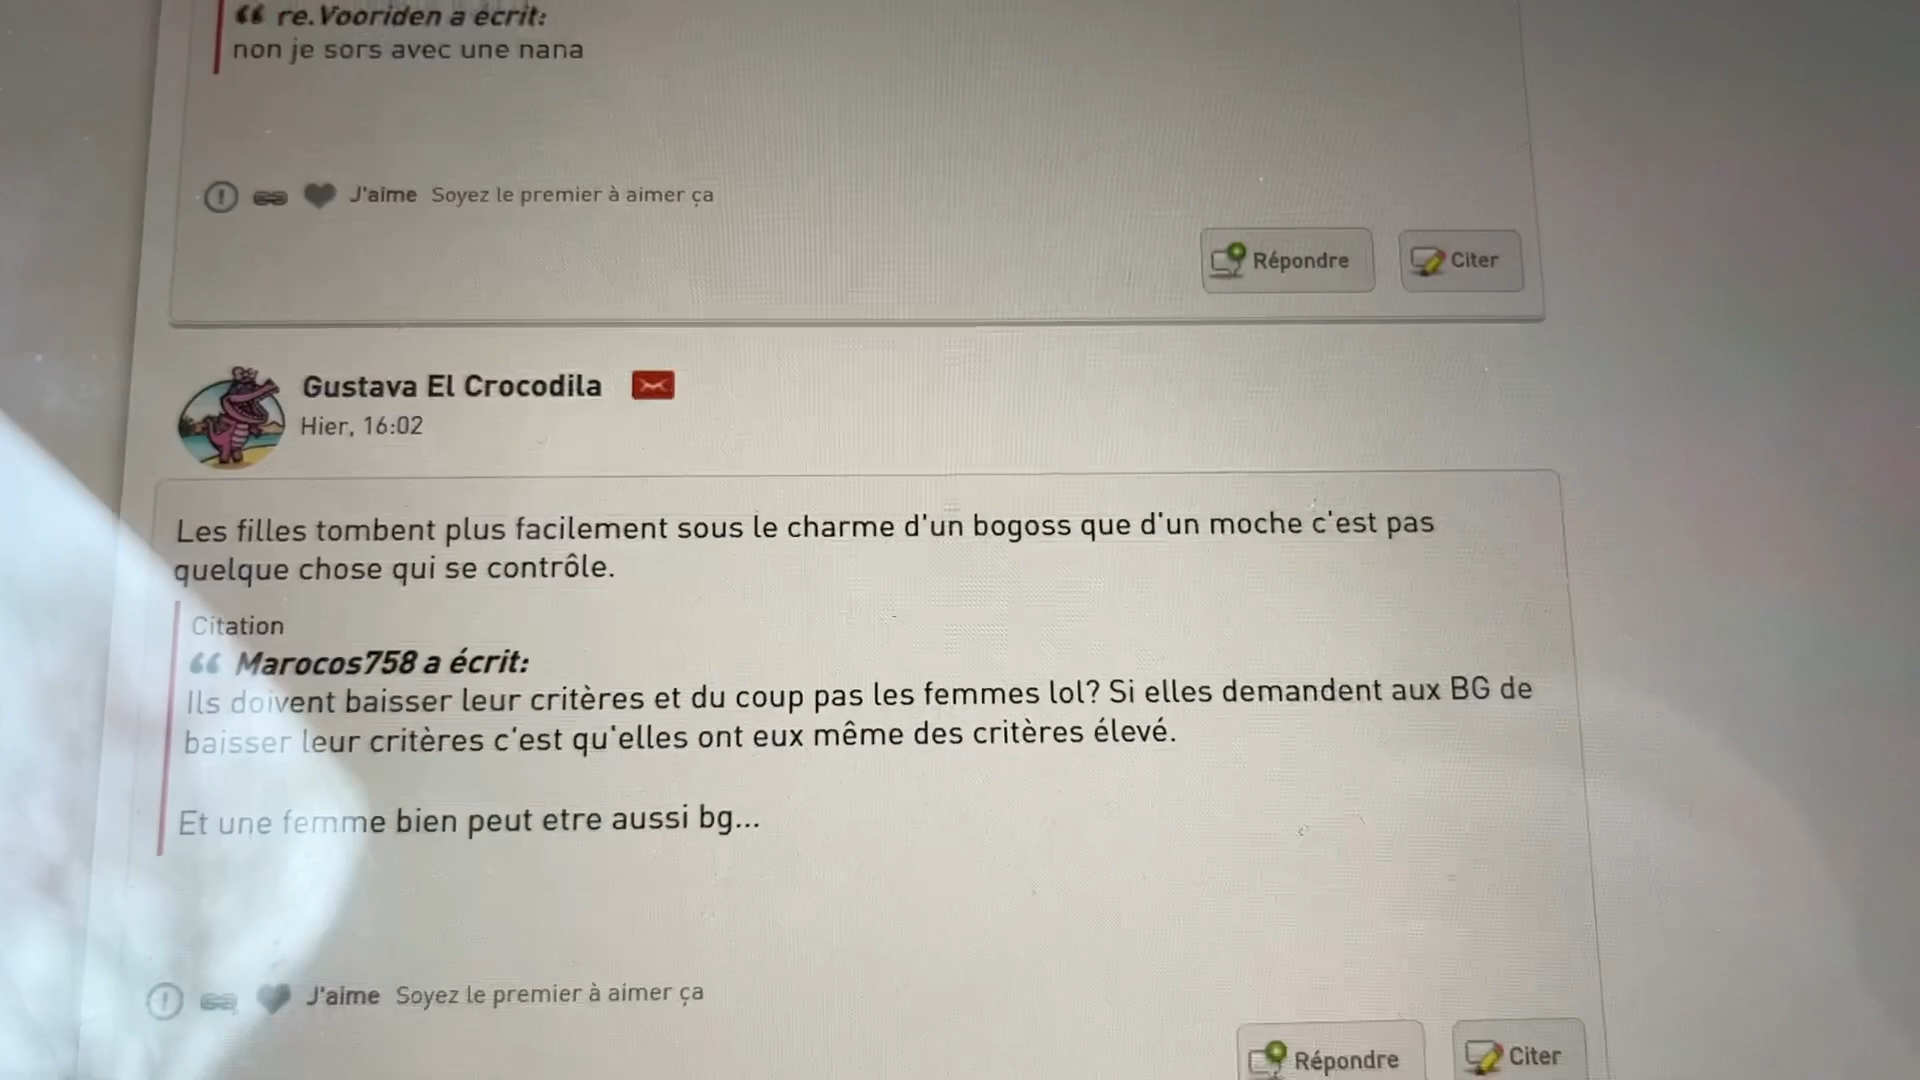 re.Vooriden a écrit:
non je sors avec une nana
J'aime Soyez le premier à aimer ça
Répondre
Citer
Gustava El Crocodila
Hier, 16:02
Les filles tombent plus facilement sous le charme d'un bogoss que d'un moche c'est pas
quelque chose qui se contrôle.
Citation
Marocos758 a écrit:
Ils doivent baisser leur critères et du coup pas les femmes lol? Si elles demandent aux BG de
baisser leur critères c'est qu'elles ont eux même des critères élevé.
Et une femme bien peut etre aussi bg...
J'aime Soyez le premier à aimer ça
Répondre
Citer